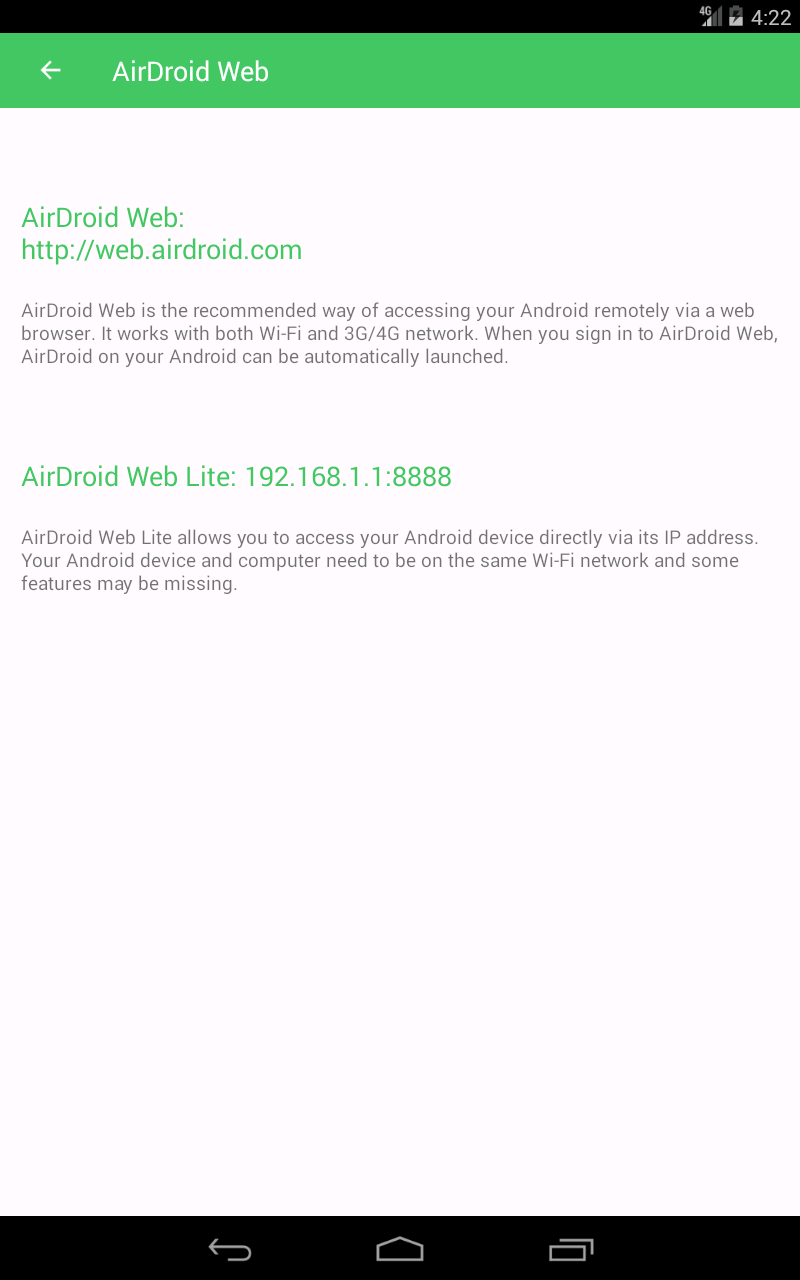 4G 4:22
AirDroid Web
AirDroid Web:
http://web.airdroid.com
AirDroid Web is the recommended way of accessing your Android remotely via a web
browser. It works with both Wi-Fi and 3G/4G network. When you sign in to AirDroid Web,
AirDroid on your Android can be automatically launched.
AirDroid Web Lite: 192.168.1.1:8888
AirDroid Web Lite allows you to access your Android device directly via its IP address.
Your Android device and computer need to be on the same Wi-Fi network and some
features may be missing.